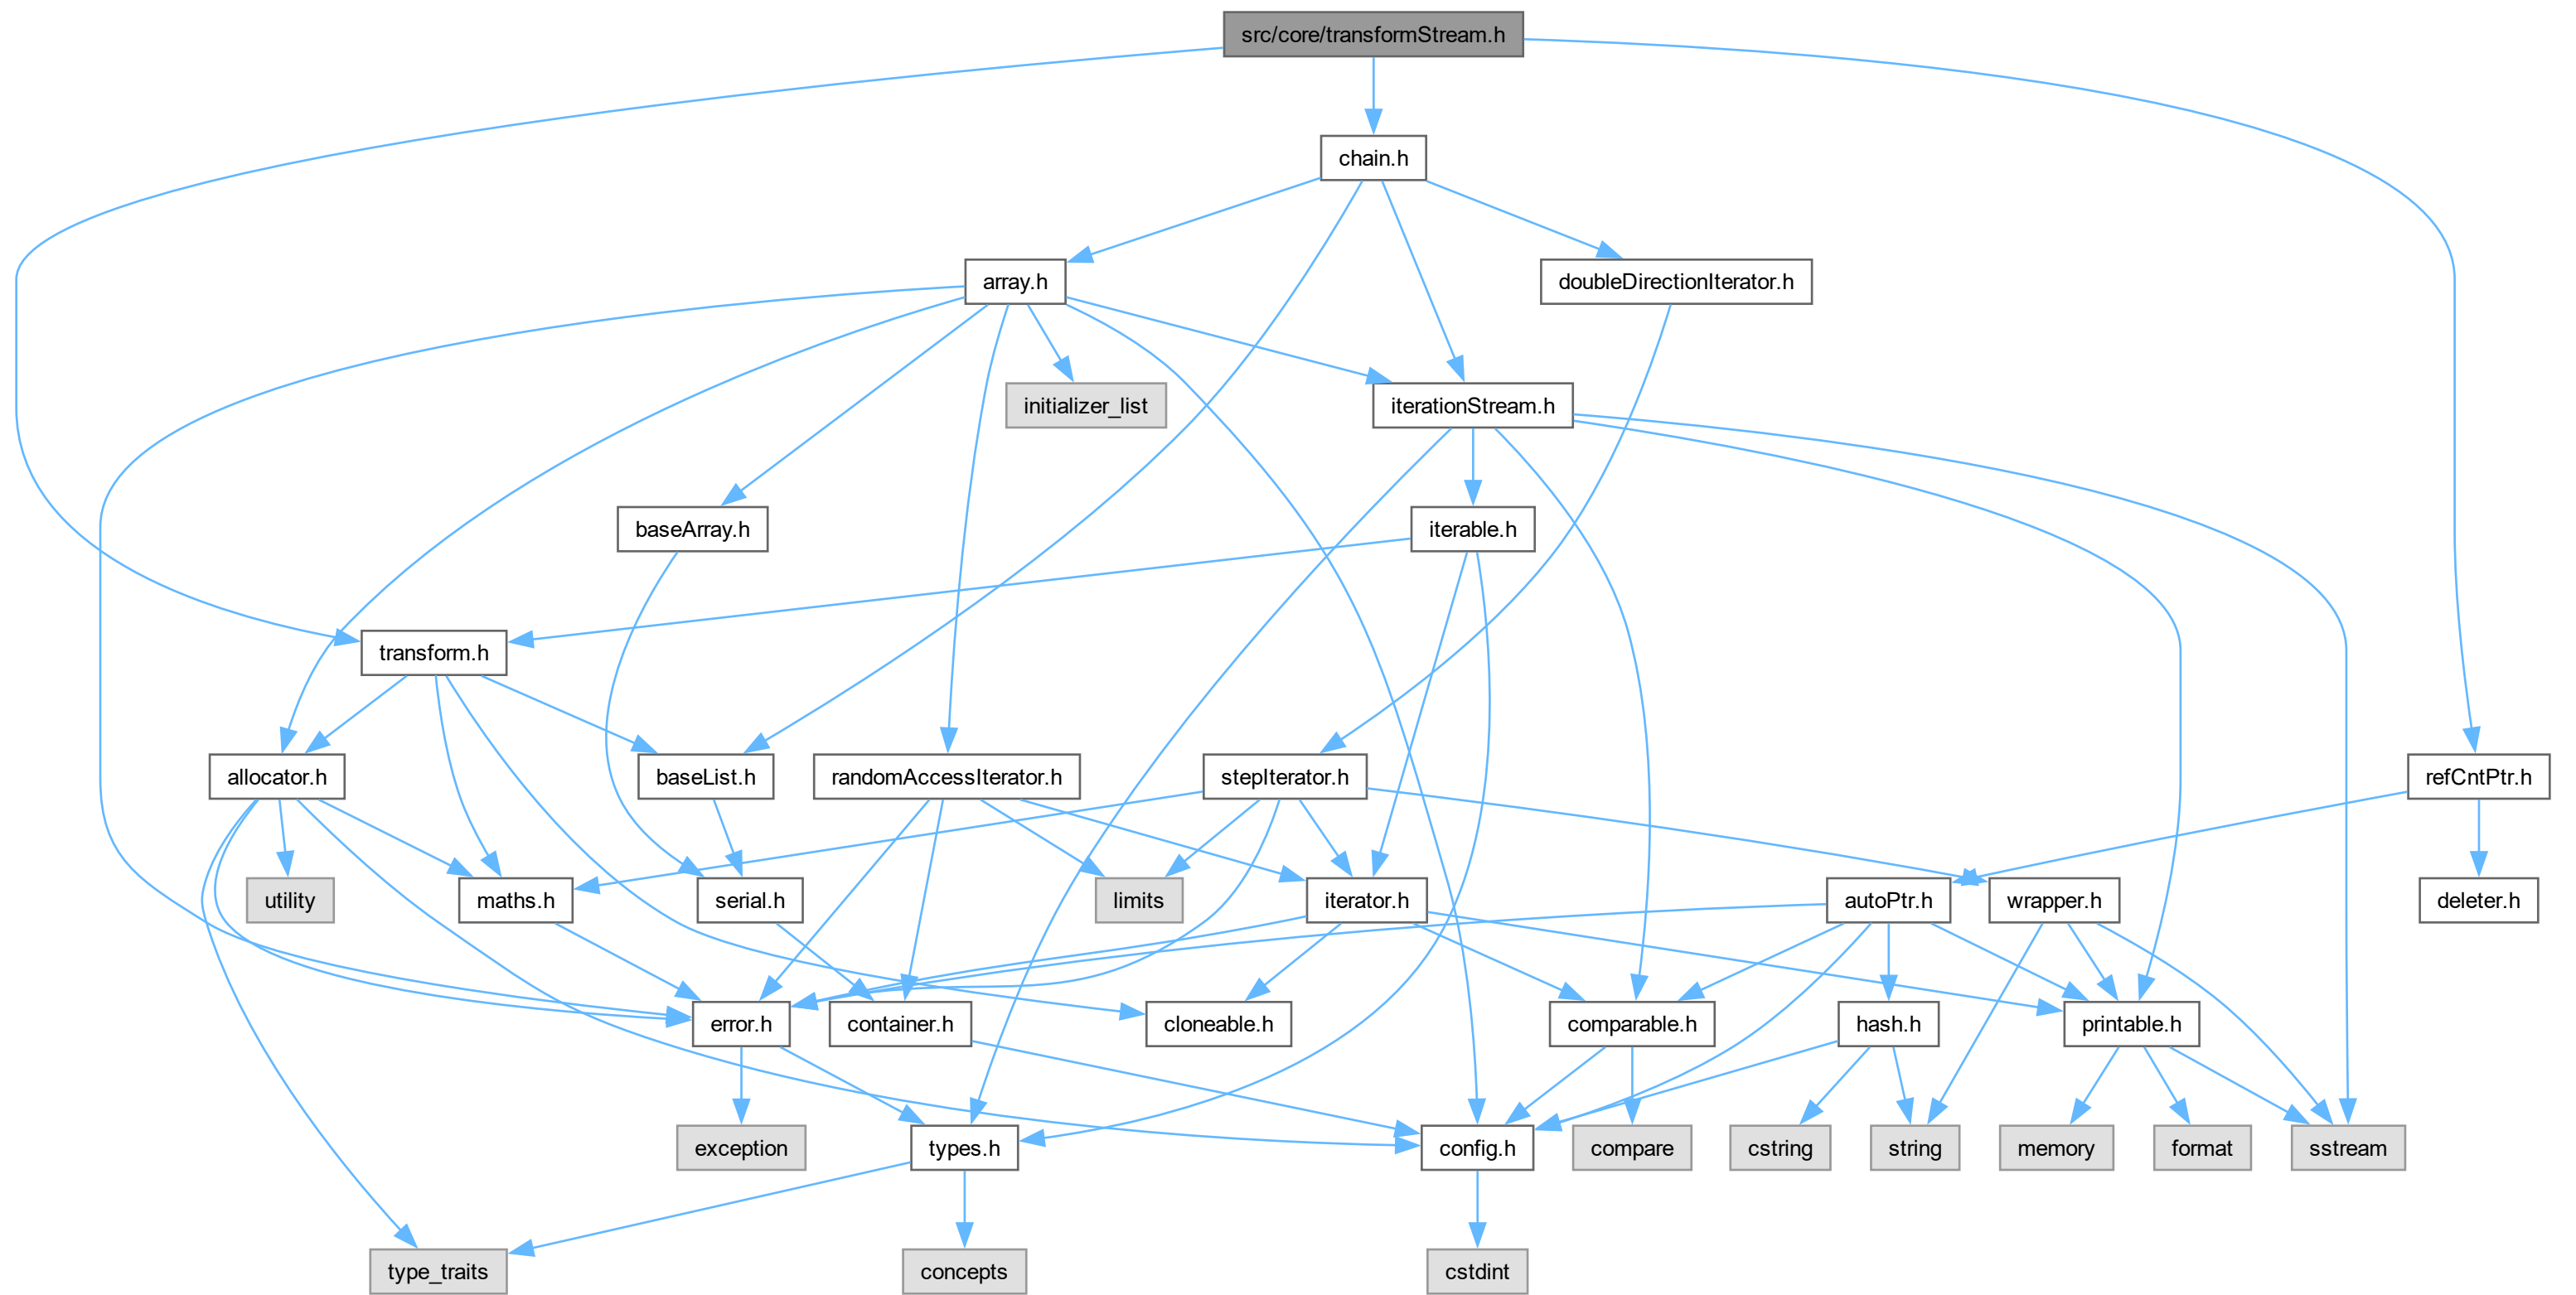 src/core/transformStream.h
chain.h
array.h
doubleDirectionIterator.h
initializer_list
iterationStream.h
baseArray.h
iterable.h
transform.h
allocator.h
baseList.h
randomAccessIterator.h
stepIterator.h
refCntPtr.h
utility
maths.h
serial.h
limits
iterator.h
autoPtr.h
wrapper.h
deleter.h
error.h
container.h
cloneable.h
comparable.h
hash.h
printable.h
exception
types.h
config.h
compare
cstring
string
memory
format
sstream
type_traits
concepts
cstdint